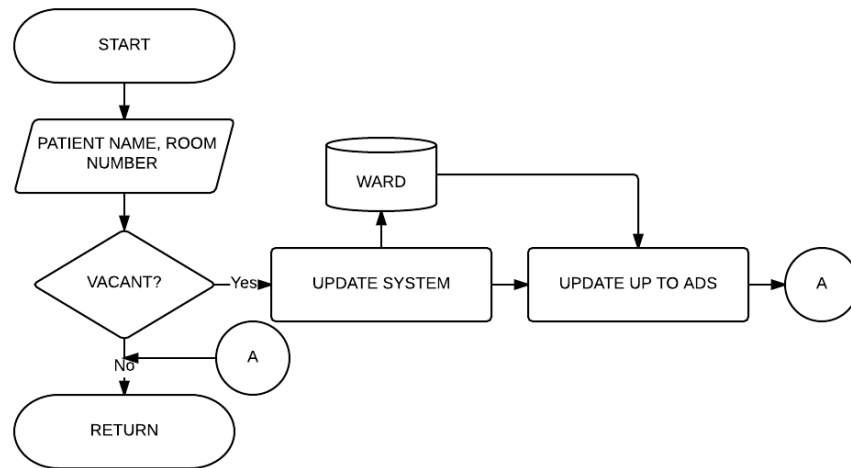 START
PATIENT NAME, ROOM
NUMBER
WARD
VACANT?
Yes
UPDATE SYSTEM
UPDATE UP TO ADS
A
A
No
RETURN